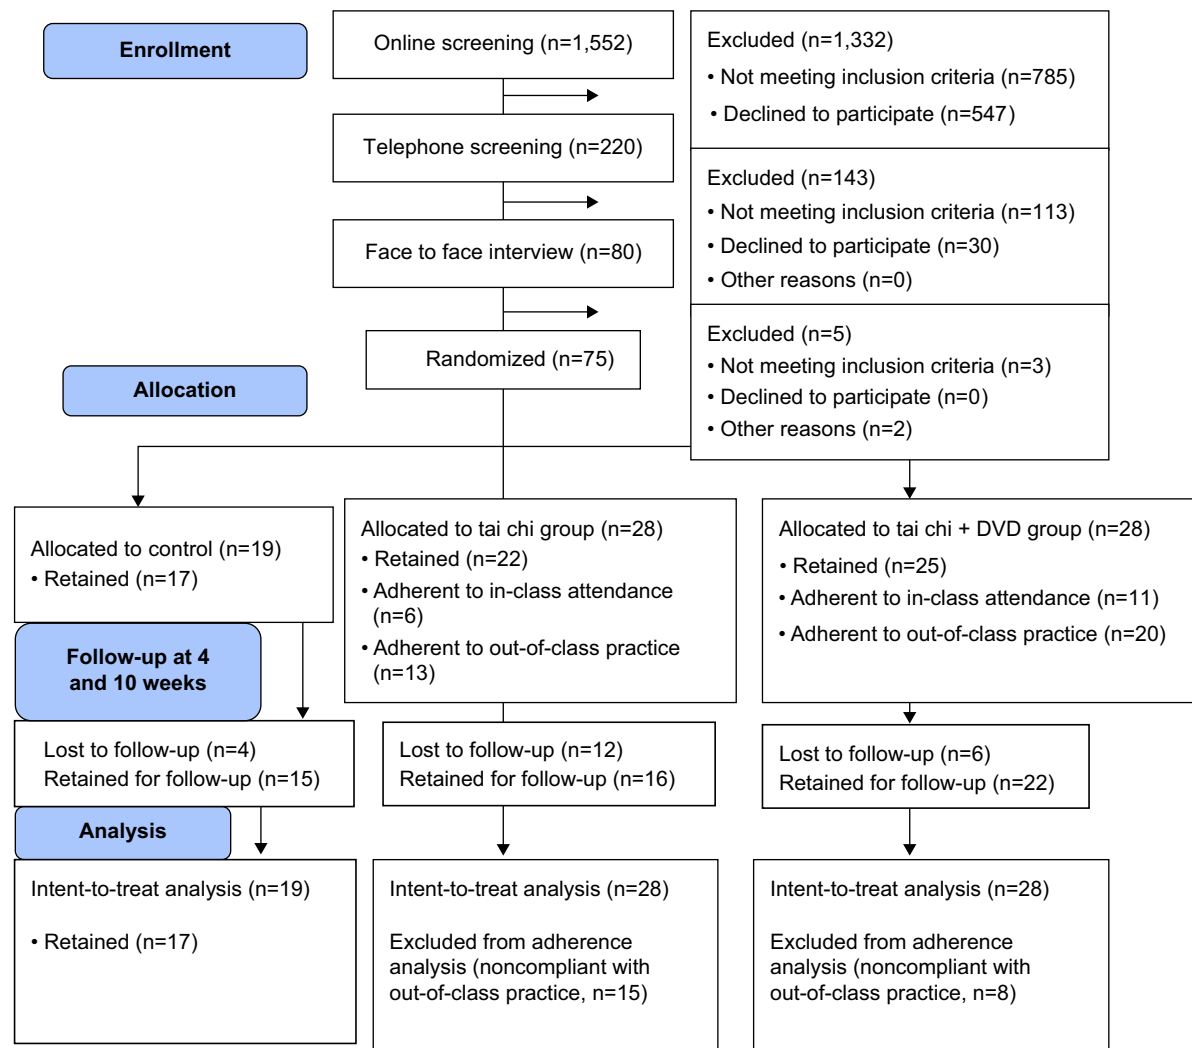 Enrollment
Online screening (n=1,552)
Excluded (n=1,332)
• Not meeting inclusion criteria (n=785)
• Declined to participate (n=547)
Telephone screening (n=220)
Excluded (n=143)
• Not meeting inclusion criteria (n=113)
• Declined to participate (n=30)
• Other reasons (n=0)
Face to face interview (n=80)
Excluded (n=5)
• Not meeting inclusion criteria (n=3)
• Declined to participate (n=0)
• Other reasons (n=2)
Randomized (n=75)
Allocation
Allocated to control (n=19)
• Retained (n=17)
Allocated to tai chi group (n=28)
• Retained (n=22)
• Adherent to in-class attendance
(n=6)
• Adherent to out-of-class practice
(n=13)
Allocated to tai chi + DVD group (n=28)
• Retained (n=25)
• Adherent to in-class attendance (n=11)
• Adherent to out-of-class practice (n=20)
Follow-up at 4
and 10 weeks
Lost to follow-up (n=4)
Retained for follow-up (n=15)
Lost to follow-up (n=12)
Retained for follow-up (n=16)
Lost to follow-up (n=6)
Retained for follow-up (n=22)
Analysis
Intent-to-treat analysis (n=19)
• Retained (n=17)
Intent-to-treat analysis (n=28)
Excluded from adherence
analysis (noncompliant with
out-of-class practice, n=15)
Intent-to-treat analysis (n=28)
Excluded from adherence
analysis (noncompliant with
out-of-class practice, n=8)